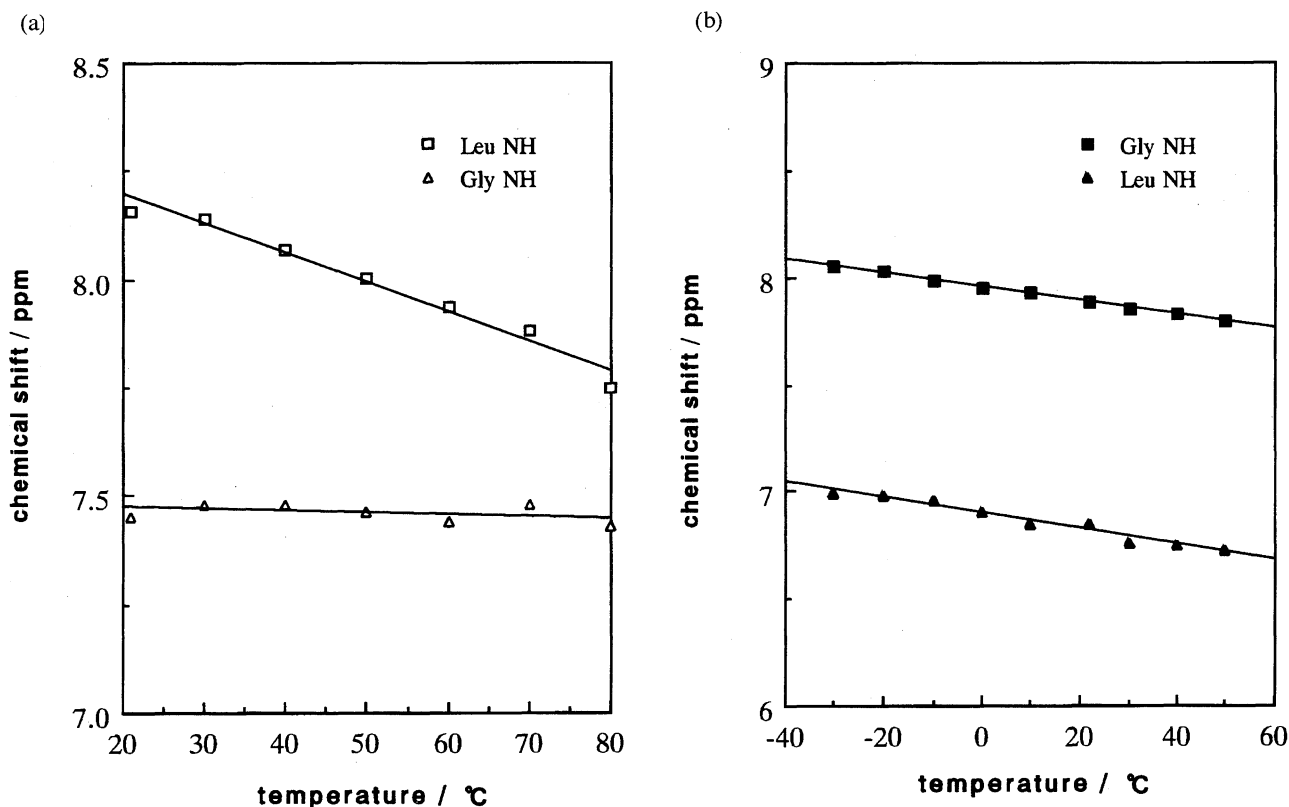 (a)
8.5
8.0
7.5
7.0
chemical shift / ppm
Leu NH
Gly NH
20 30 40 50 60 70 80
temperature / ℃
(b)
9
8
7
6
chemical shift / ppm
Gly NH
Leu NH
-40 -20 0 20 40 60
temperature / ℃